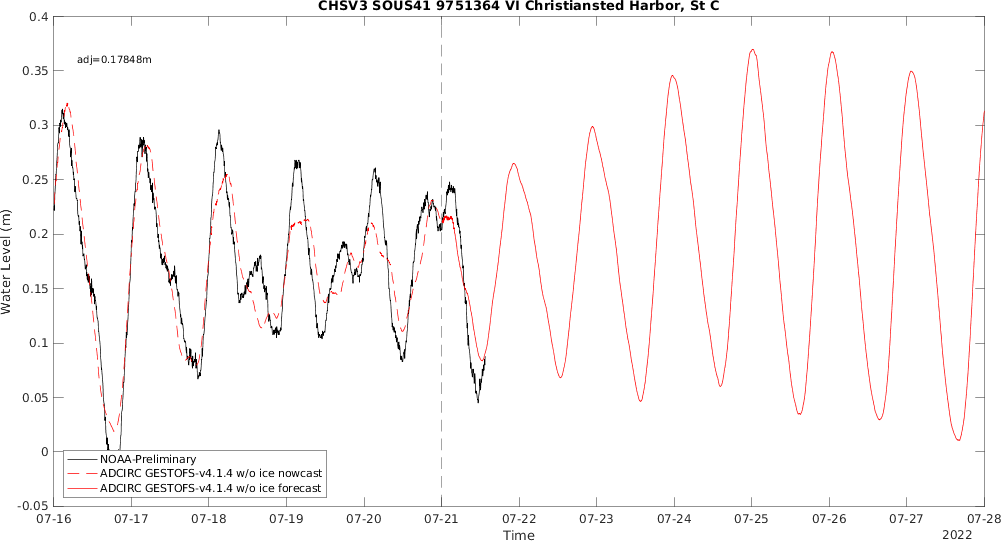 CHSV3 SOUS41 9751364 VI Christiansted Harbor, St C
adj=0.17848m
0.4
0.35
0.3
0.25
0.2
0.15
0.1
0.05
0
-0.05
Water Level (m)
NOAA-Preliminary
ADCIRC GESTOFS-v4.1.4 w/o ice nowcast
ADCIRC GESTOFS-v4.1.4 w/o ice forecast
07-16 07-17 07-18 07-19 07-20 07-21 07-22 07-23 07-24 07-25 07-26 07-27 07-28
Time
2022